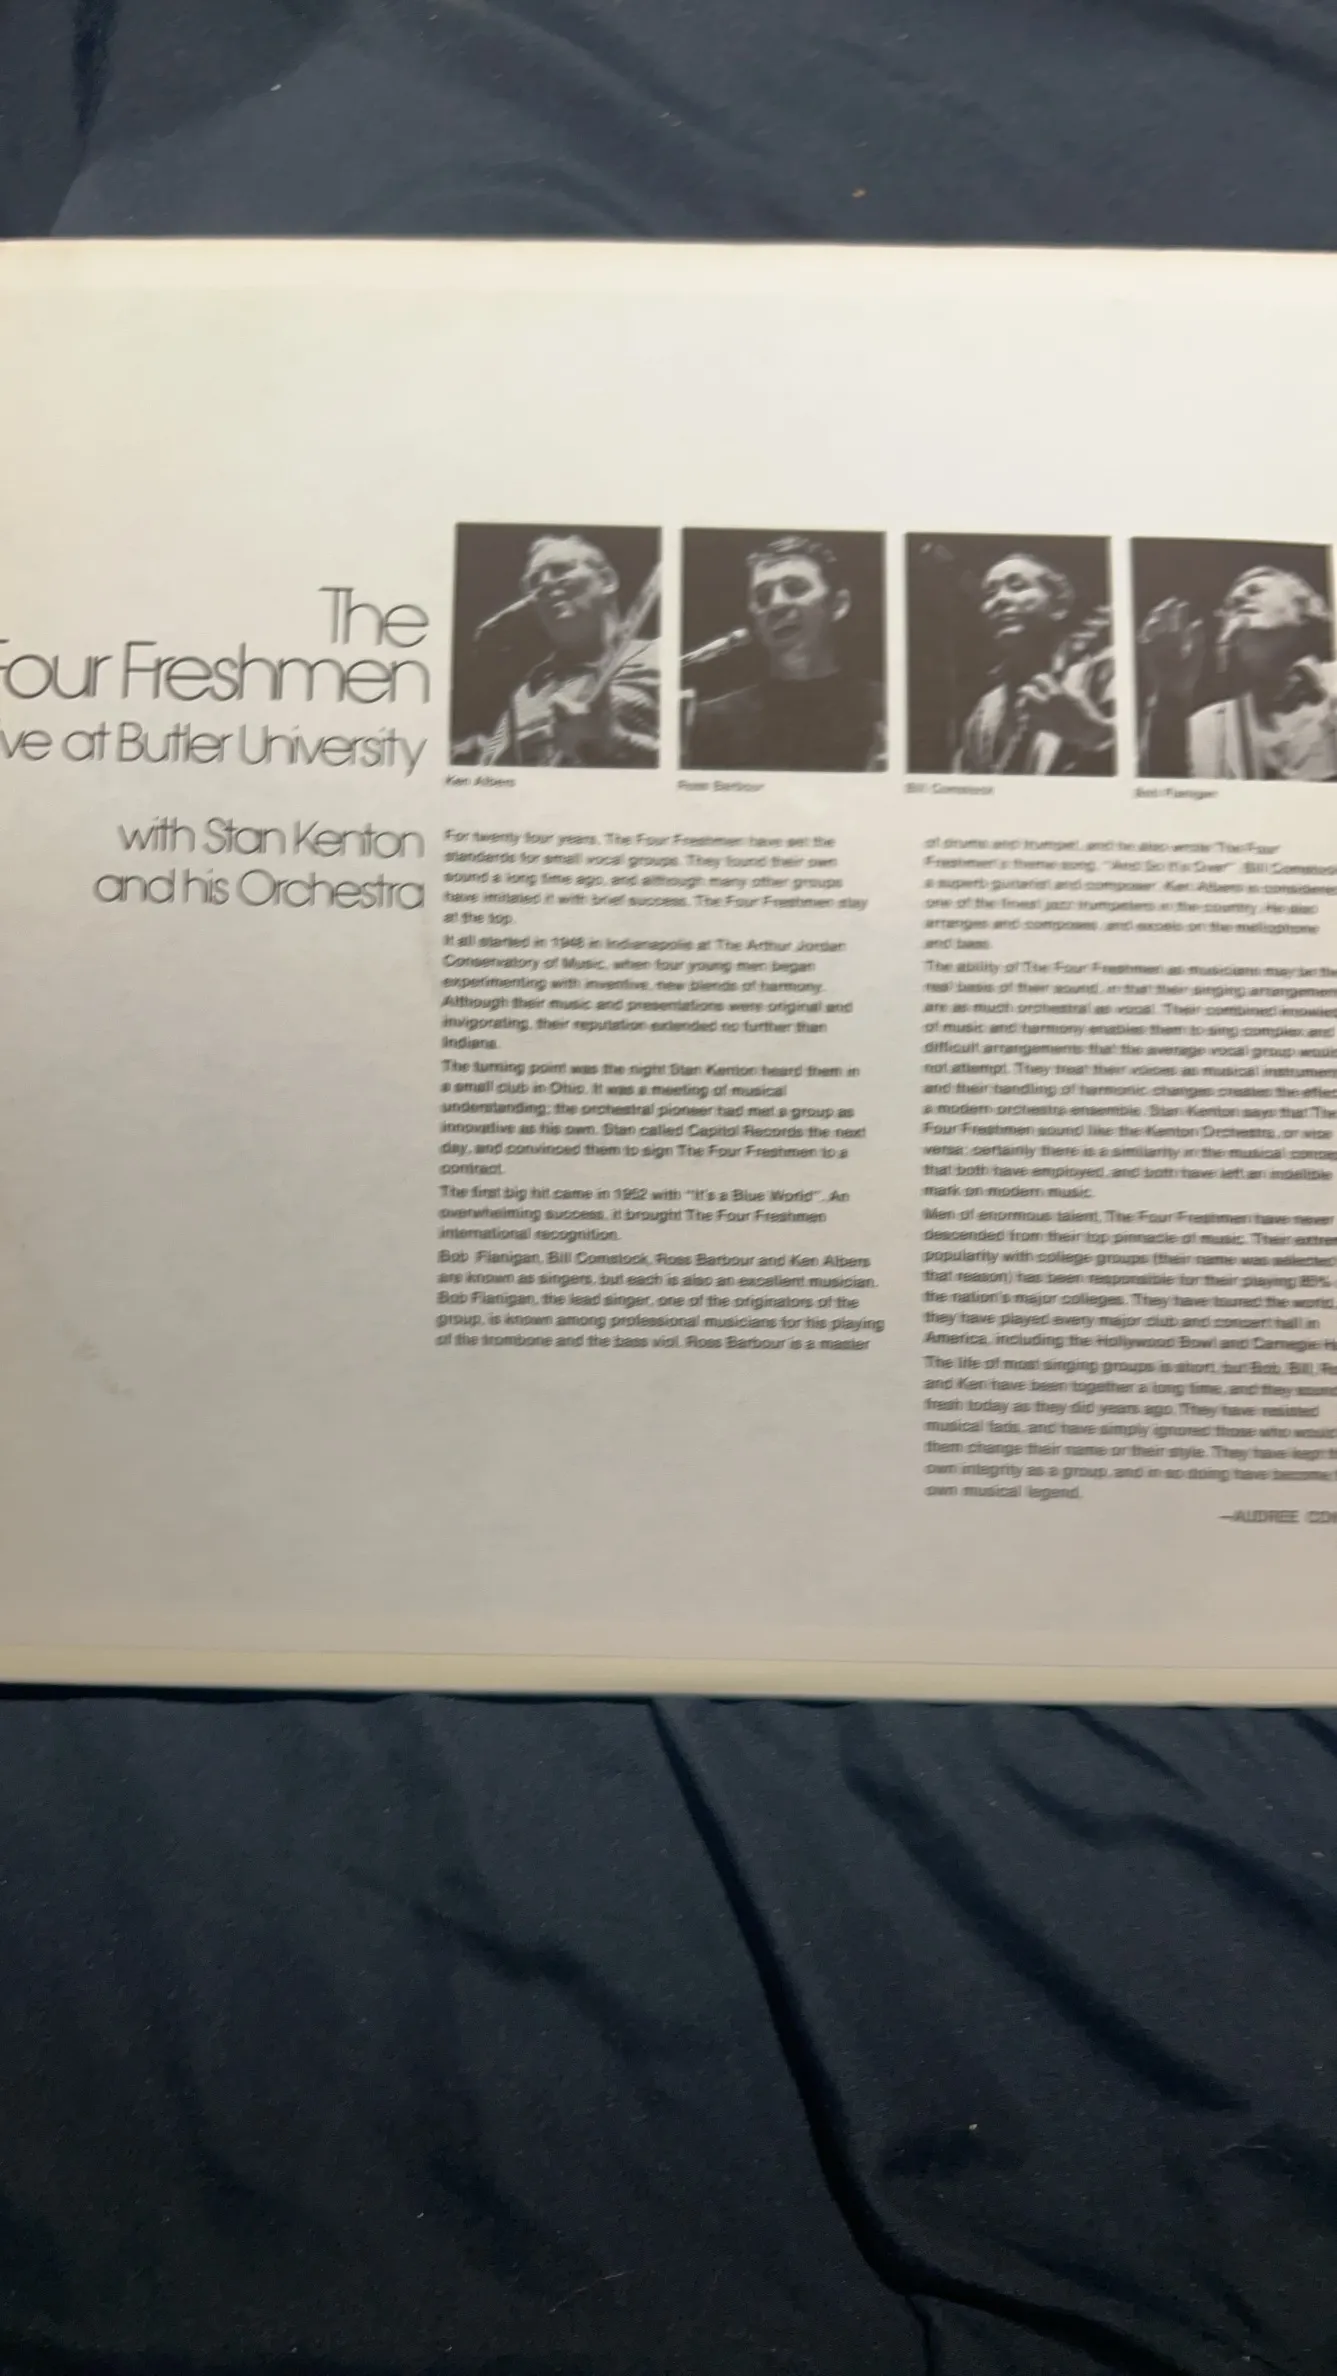 The
Four Freshmen
ve at Butler University
with Stan Kenton
and his Orchestra
Ken Albers
Ross Barbour
Bill Comstock
Bob Flanigan
For twenty four years, The Four Freshmen have set the
standards for small vocal groups. They found their own
sound a long time ago, and although many other groups
have imitated it with brief success, The Four Freshmen stay
at the top.
It all started in 1948 in Indianapolis at The Arthur Jordan
Conservatory of Music, when four young men began
experimenting with inventive, new blends of harmony.
Although their music and presentations were original and
invigorating, their reputation extended no further than
Indiana.
The turning point was the night Stan Kenton heard them in
a small club in Ohio. It was a meeting of musical
understanding; the orchestral pioneer had met a group as
innovative as his own. Stan called Capitol Records the next
day, and convinced them to sign The Four Freshmen to a
contract.
The first big hit came in 1952 with "It's a Blue World". An
overwhelming success, it brought The Four Freshmen
international recognition.
Bob Flanigan, Bill Comstock, Ross Barbour and Ken Albers
are known as singers, but each is also an excellent musician.
Bob Flanigan, the lead singer, one of the originators of the
group, is known among professional musicians for his playing
of the trombone and the bass viol. Ross Barbour is a master
of drums and trumpet, and he also wrote The Four
Freshmen's theme song, "And So It's Over". Bill Comstock
a superb guitarist and composer. Ken Albers is considered
one of the finest jazz trumpeters in the country. He also
arranges and composes, and excels on the mellophone
and bass.
The ability of The Four Freshmen as musicians may be the
real basis of their sound, in that their singing arrangemen
are as much orchestral as vocal. Their combined knowled
of music and harmony enables them to sing complex and
difficult arrangements that the average vocal group would
not attempt. They treat their voices as musical instrumen
and their handling of harmonic changes creates the effec
a modern orchestra ensemble. Stan Kenton says that The
Four Freshmen sound like the Kenton Orchestra, or vice
versa; certainly there is a similarity in the musical concep
that both have employed, and both have left an indelible
mark on modern music.
Men of enormous talent, The Four Freshmen have never
descended from their top pinnacle of music. Their extrem
popularity with college groups (their name was selected
that reason) has been responsible for their playing 85%
the nation's major colleges. They have toured the world,
they have played every major club and concert hall in
America, including the Hollywood Bowl and Carnegie H
The life of most singing groups is short, but Bob, Bill, Ro
and Ken have been together a long time, and they sound
fresh today as they did years ago. They have resisted
musical fads, and have simply ignored those who would
them change their name or their style. They have kept th
own integrity as a group, and in so doing have become t
own musical legend.
—AUDREE CO